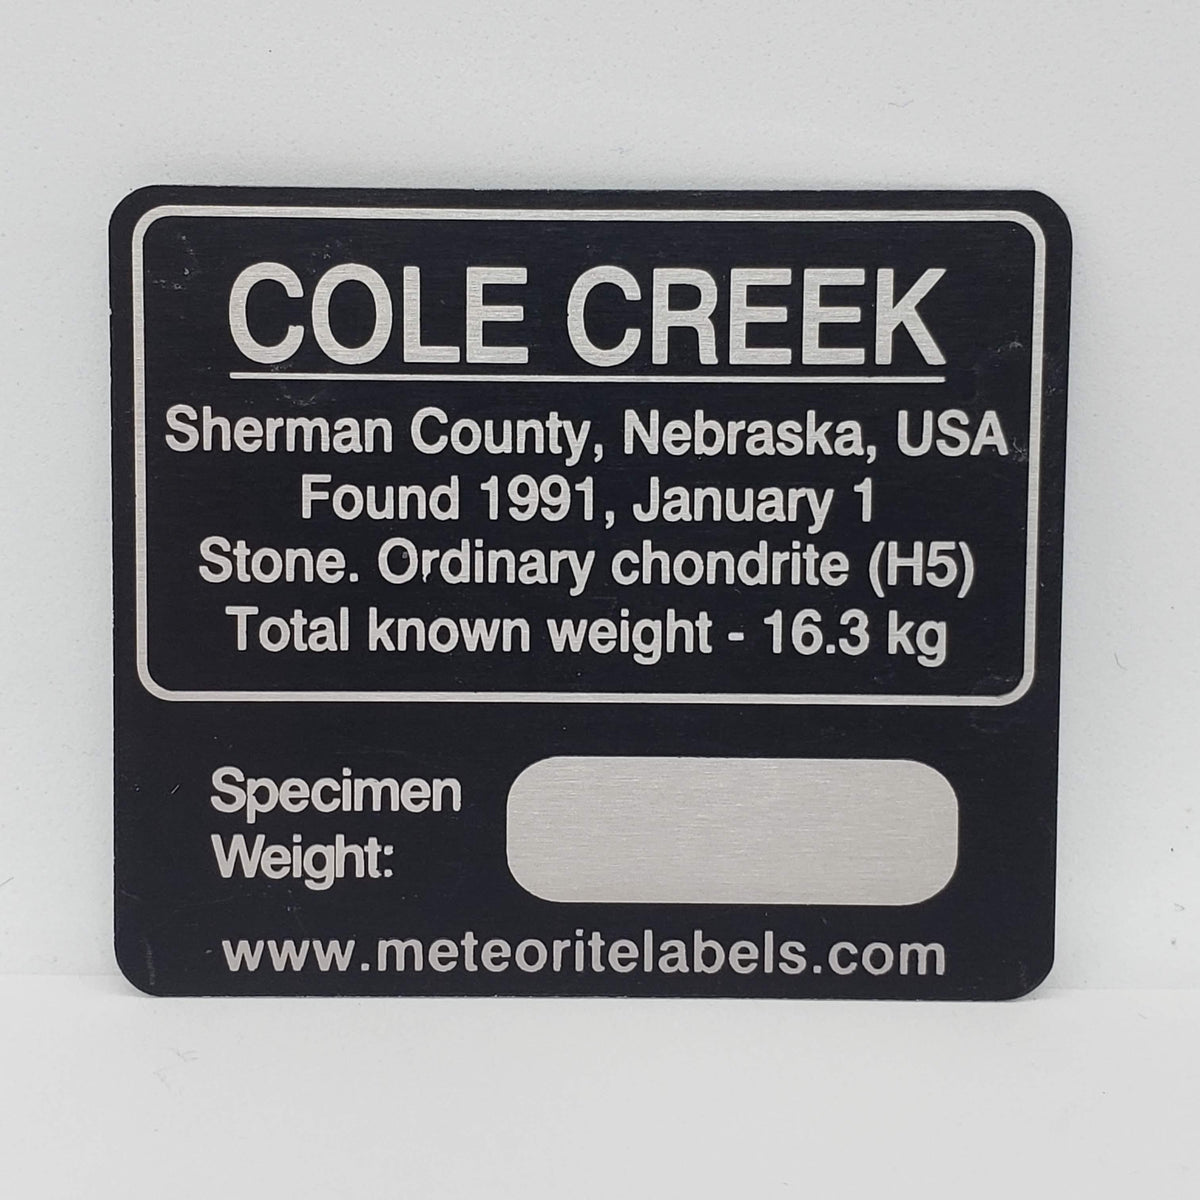 COLE CREEK
Sherman County, Nebraska, USA
Found 1991, January 1
Stone. Ordinary chondrite (H5)
Total known weight - 16.3 kg
Specimen
Weight:
www.meteoritelabels.com